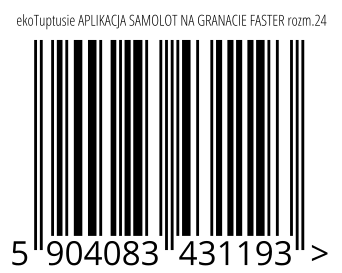 ekoTuptusie APLIKACJA SAMOLOT NA GRANACIE FASTER rozm.24
5 904083 431193 >